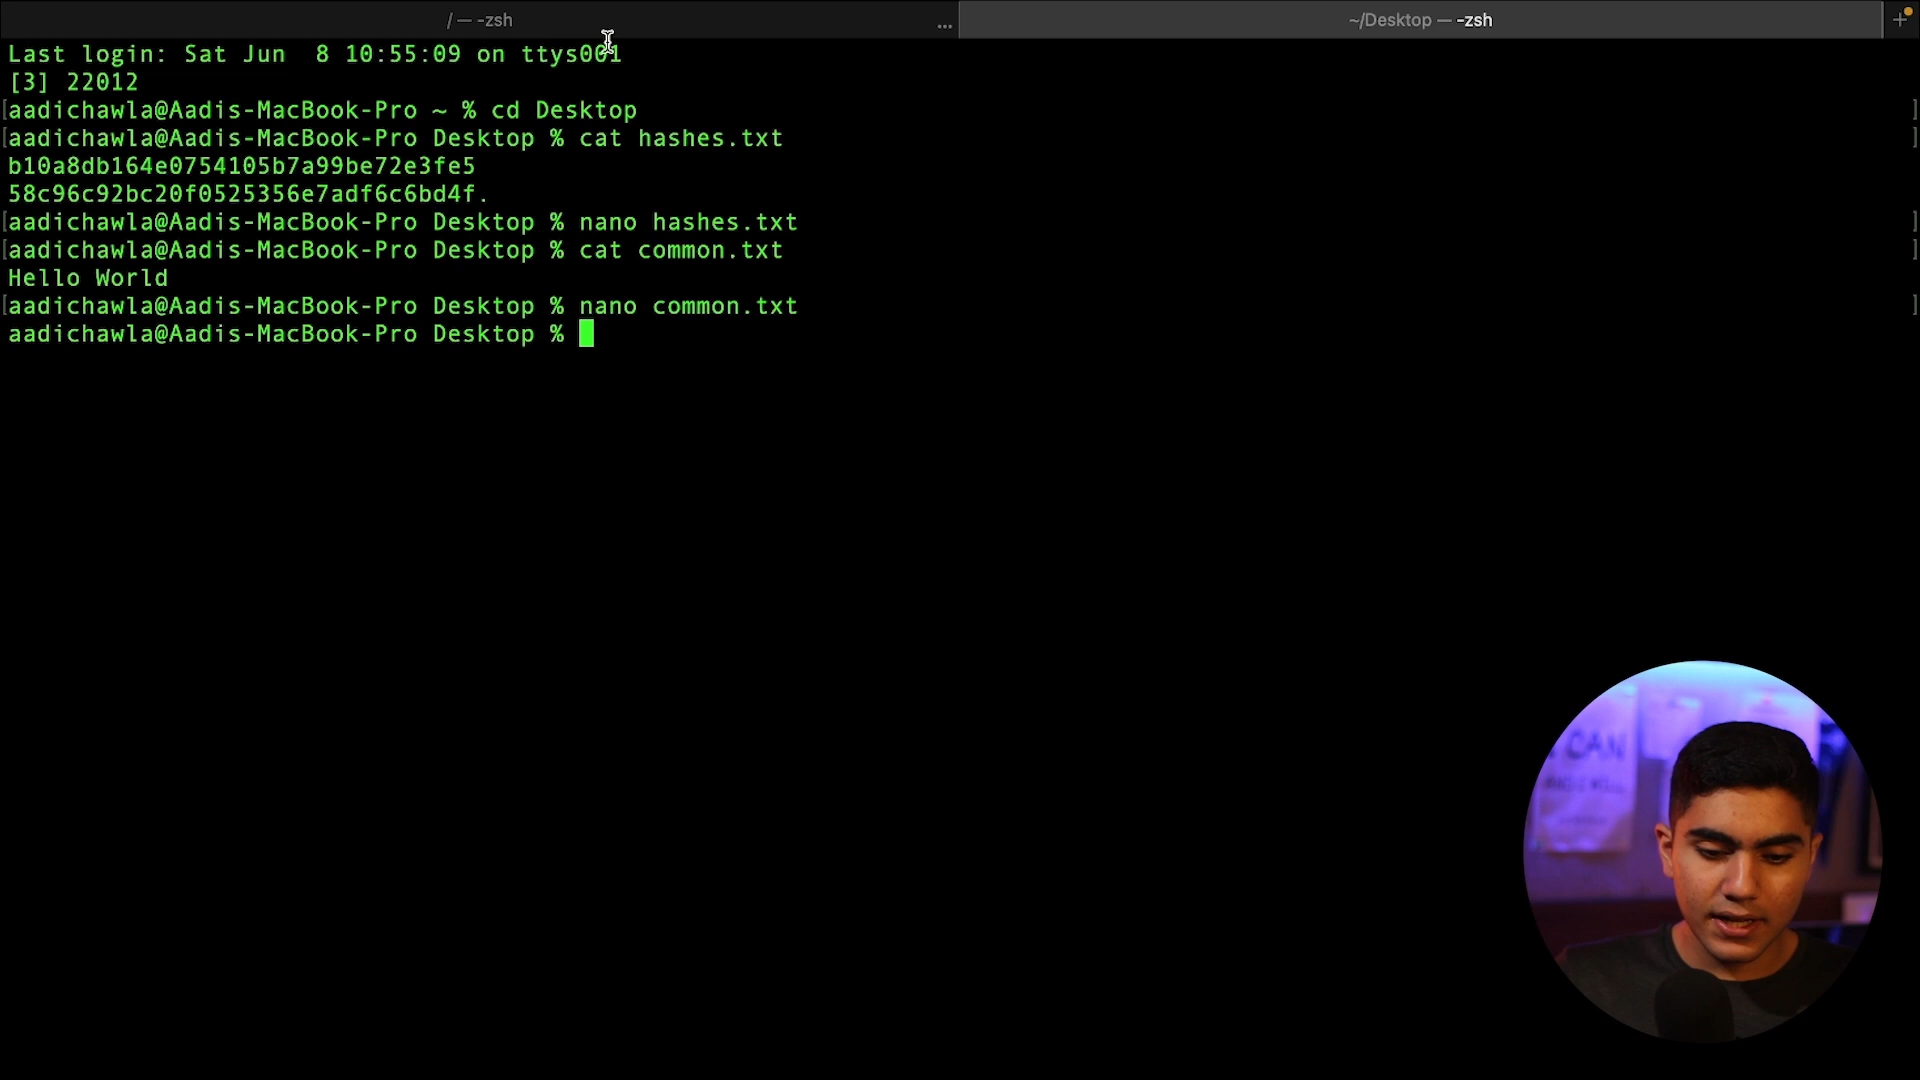 / — -zsh
...
~/Desktop — -zsh
+
Last login: Sat Jun  8 10:55:09 on ttys001
[3] 22012
[aadichawla@Aadis-MacBook-Pro ~ % cd Desktop ]
[aadichawla@Aadis-MacBook-Pro Desktop % cat hashes.txt ]
b10a8db164e0754105b7a99be72e3fe5
58c96c92bc20f0525356e7adf6c6bd4f.
[aadichawla@Aadis-MacBook-Pro Desktop % nano hashes.txt ]
[aadichawla@Aadis-MacBook-Pro Desktop % cat common.txt ]
Hello World
[aadichawla@Aadis-MacBook-Pro Desktop % nano common.txt ]
aadichawla@Aadis-MacBook-Pro Desktop %
CAN